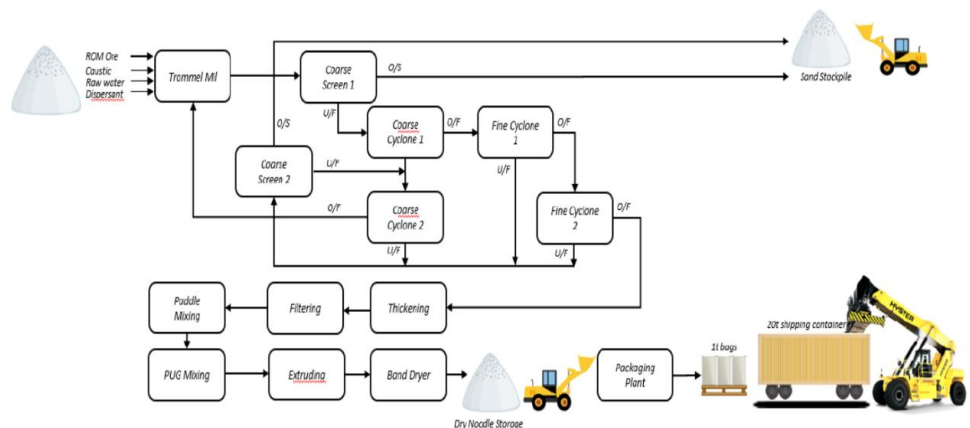 ROM Ore
Caustic
Raw water
Dispersant
Trommel Mil
Coarse
Screen 1
O/S
Sand Stockpile
U/F
O/S
Coarse
Cyclone 1
O/F
Fine Cyclone
1
O/F
Coarse
Screen 2
U/F
U/F
O/F
Coarse
Cyclone 2
Fine Cyclone
2
O/F
U/F
U/F
Paddle
Mixing
Filtering
Thickening
20t shipping container
HYSTER
1t bags
PUG Mixing
Extruding
Band Dryer
Packaging
Plant
Dry Noodle Storage